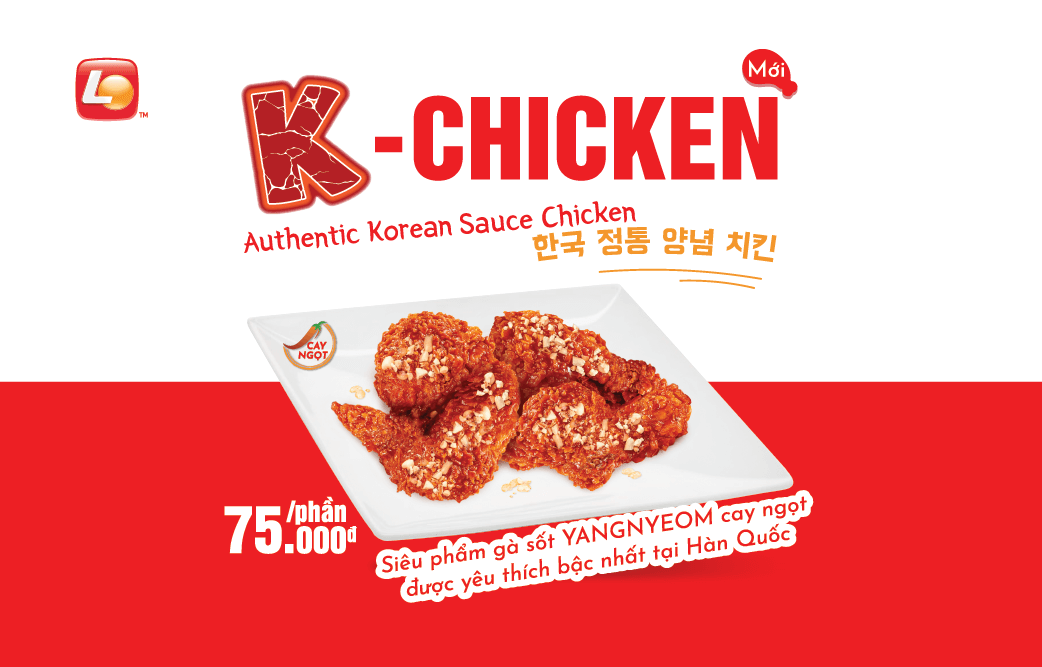 L
TM
Mới
K-CHICKEN
Authentic Korean Sauce Chicken
한국 정통 양념 치킨
CAY
NGỌT
75.000đ/phần
Siêu phẩm gà sốt YANGNYEOM cay ngọt
được yêu thích bậc nhất tại Hàn Quốc